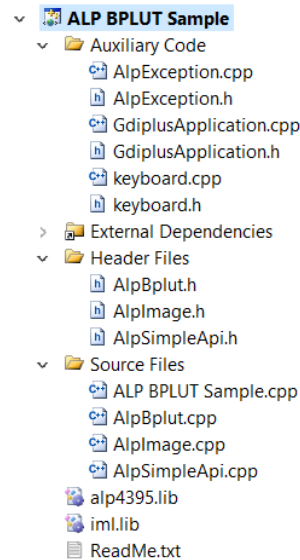 ALP BPLUT Sample
Auxiliary Code
AlpException.cpp
AlpException.h
GdiplusApplication.cpp
GdiplusApplication.h
keyboard.cpp
keyboard.h
External Dependencies
Header Files
AlpBplut.h
AlpImage.h
AlpSimpleApi.h
Source Files
ALP BPLUT Sample.cpp
AlpBplut.cpp
AlpImage.cpp
AlpSimpleApi.cpp
alp4395.lib
iml.lib
ReadMe.txt